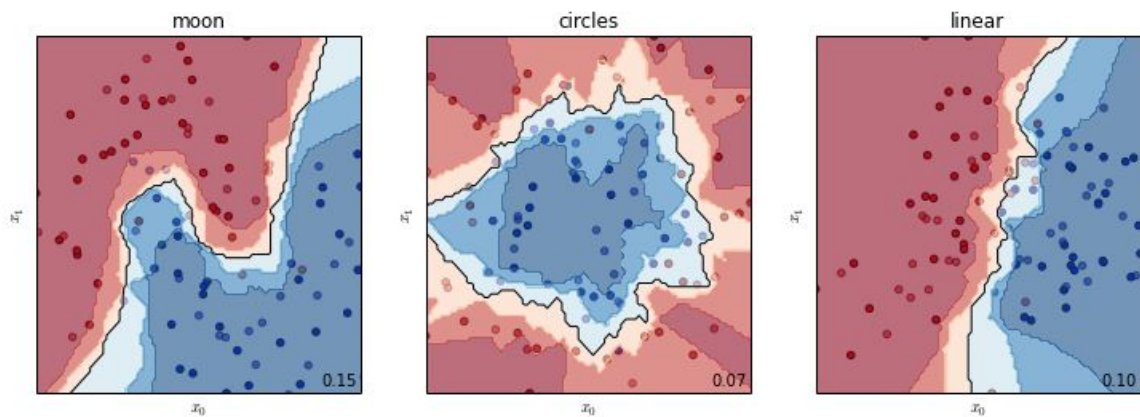 moon
circles
linear
x₁
x₁
x₁
0.15
0.07
0.10
x₀
x₀
x₀